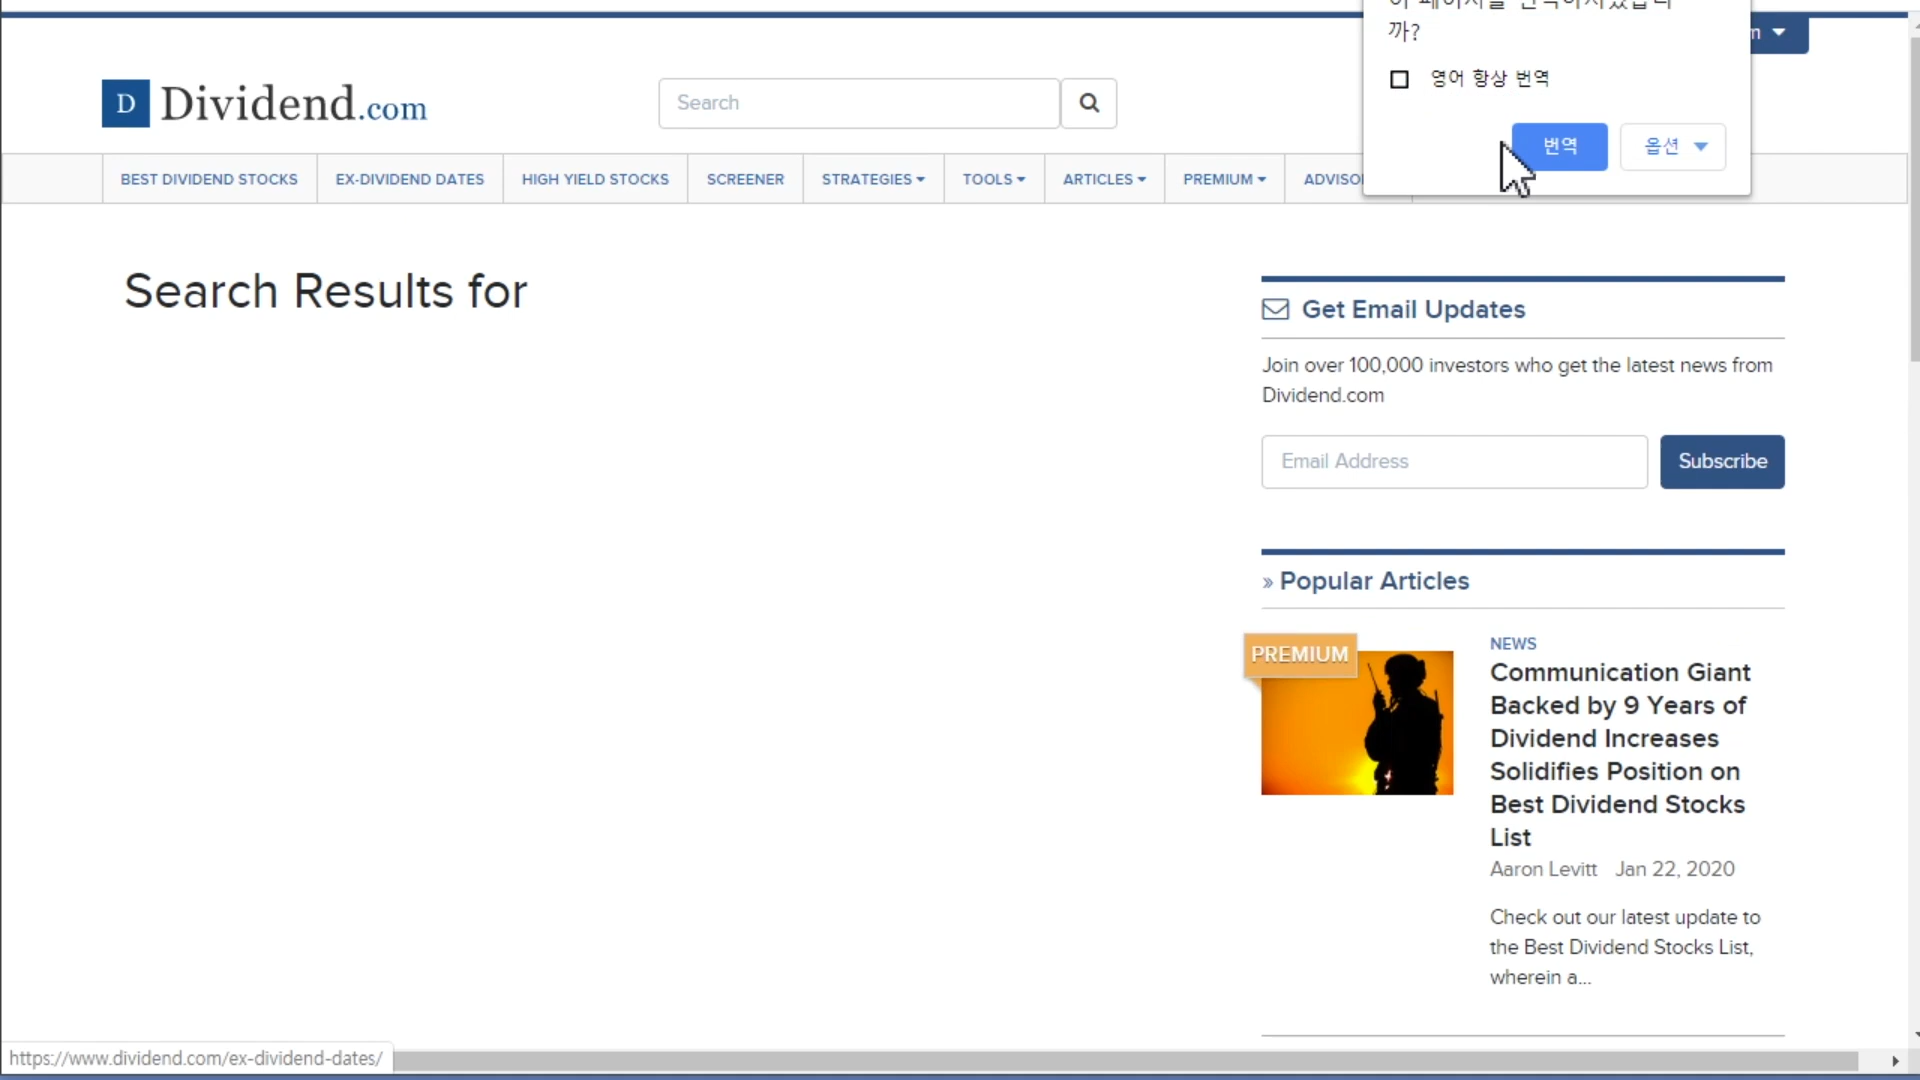 까?
영어 항상 번역
번역
옵션
D Dividend.com
Search
BEST DIVIDEND STOCKS
EX-DIVIDEND DATES
HIGH YIELD STOCKS
SCREENER
STRATEGIES
TOOLS
ARTICLES
PREMIUM
Search Results for
Get Email Updates
Join over 100,000 investors who get the latest news from
Dividend.com
Email Address
Subscribe
» Popular Articles
PREMIUM
NEWS
Communication Giant
Backed by 9 Years of
Dividend Increases
Solidifies Position on
Best Dividend Stocks
List
Aaron Levitt Jan 22, 2020
Check out our latest update to
the Best Dividend Stocks List,
wherein a...
https://www.dividend.com/ex-dividend-dates/